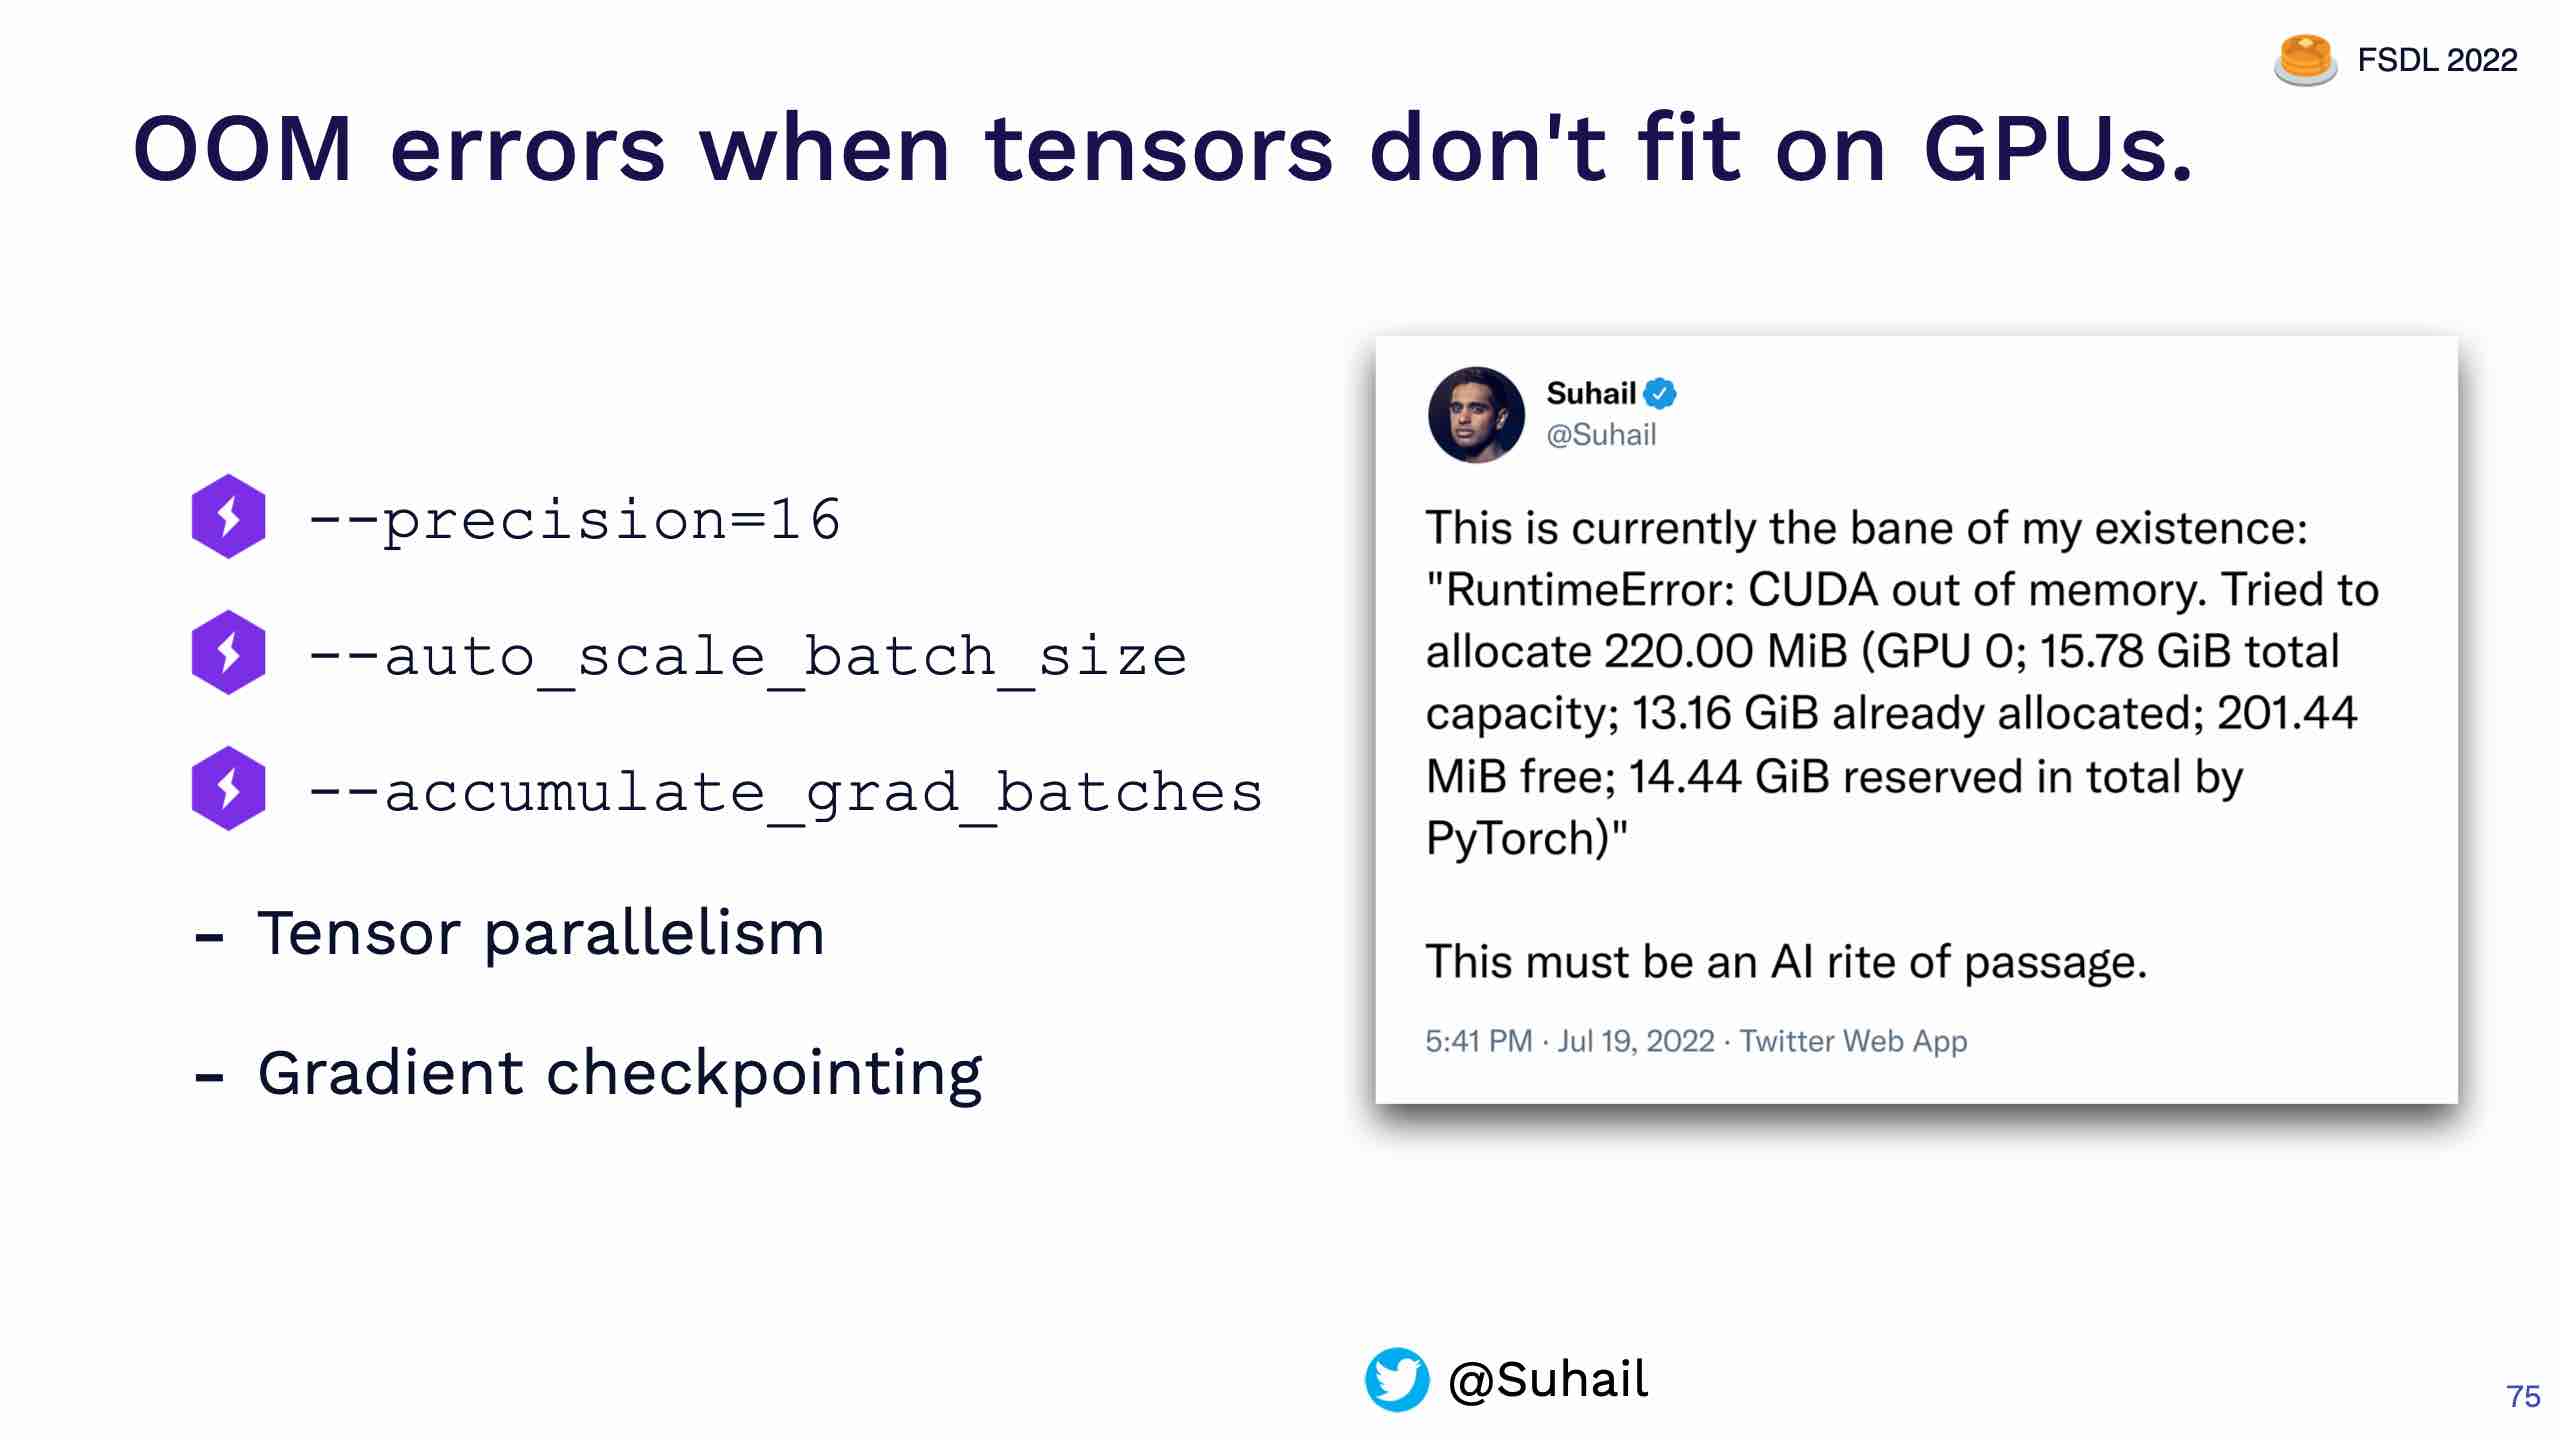 FSDL 2022
OOM errors when tensors don't fit on GPUs.
--precision=16
--auto_scale_batch_size
--accumulate_grad_batches
- Tensor parallelism
- Gradient checkpointing
Suhail
@Suhail
This is currently the bane of my existence:
"RuntimeError: CUDA out of memory. Tried to
allocate 220.00 MiB (GPU 0; 15.78 GiB total
capacity; 13.16 GiB already allocated; 201.44
MiB free; 14.44 GiB reserved in total by
PyTorch)"
This must be an AI rite of passage.
5:41 PM · Jul 19, 2022 · Twitter Web App
@Suhail
75